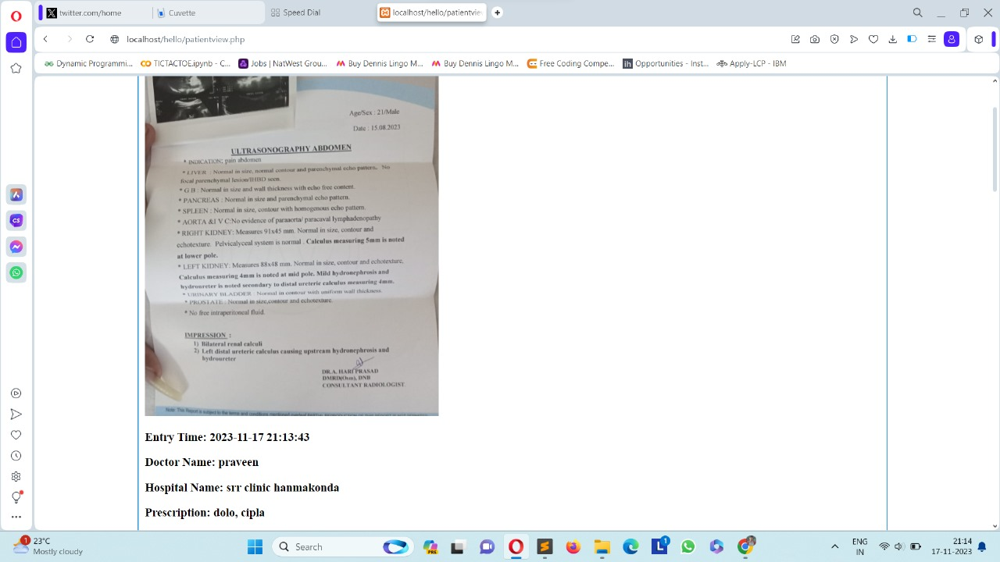 twitter.com/home
Cuvette
Speed Dial
localhost/hello/patientvie
localhost/hello/patientview.php
Dynamic Programmi...
TICTACTOE.ipynb - C...
Jobs | NatWest Grou...
Buy Dennis Lingo M...
Buy Dennis Lingo M...
Free Coding Compe...
Opportunities - Inst...
Apply-LCP - IBM
Age/Sex : 21/Male
Date : 15.08.2023
ULTRASONOGRAPHY ABDOMEN
* INDICATION: pain abdomen
* LIVER : Normal in size, normal contour and parenchymal echo pattern. No
focal parenchymal lesion/IHBD seen.
* G B : Normal in size and wall thickness with echo free content.
* PANCREAS : Normal in size and parenchymal echo pattern.
* SPLEEN : Normal in size, contour with homogenous echo pattern.
* AORTA &I V C:No evidence of paraaorta/ paracaval lymphadenopathy
* RIGHT KIDNEY: Measures 91x45 mm. Normal in size, contour and
echotexture. Pelvicalyceal system is normal . Calculus measuring 5mm is noted
at lower pole.
* LEFT KIDNEY: Measures 88x48 mm. Normal in size, contour and echotexture,
Calculus measuring 4mm is noted at mid pole. Mild hydronephrosis and
hydroureter is noted secondary to distal ureteric calculus measuring 4mm.
* URINARY BLADDER : Normal in contour with uniform wall thickness.
* PROSTATE : Normal in size,contour and echotexture.
* No free intraperitoneal fluid.
IMPRESSION :
1) Bilateral renal calculi
2) Left distal ureteric calculus causing upstream hydronephrosis and
hydroureter
DR.A. HARI PRASAD
DMRD(Osm), DNB
CONSULTANT RADIOLOGIST.
Note: This Report is subject to the terms and conditions mentioned
Entry Time: 2023-11-17 21:13:43
Doctor Name: praveen
Hospital Name: srr clinic hanmakonda
Prescription: dolo, cipla
CS
ih
1
23°C
Mostly cloudy
Search
PRE
L
1
ENG
IN
21:14
17-11-2023